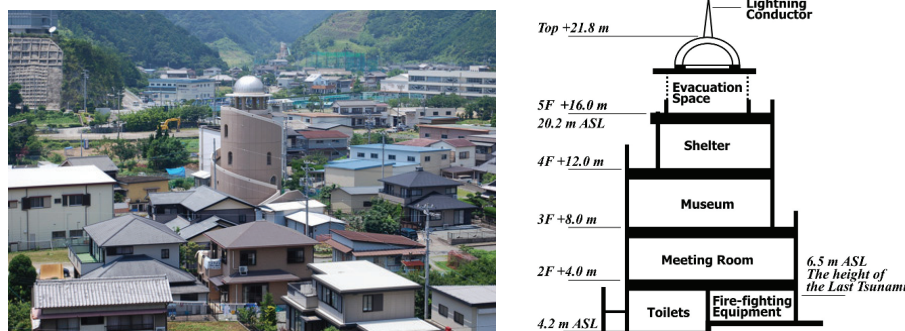 Lightning
Conductor
Top +21.8 m
Evacuation
Space
5F +16.0 m
20.2 m ASL
Shelter
4F +12.0 m
Museum
3F +8.0 m
Meeting Room
6.5 m ASL
The height of
the Last Tsunami
2F +4.0 m
Toilets
Fire-fighting
Equipment
4.2 m ASL